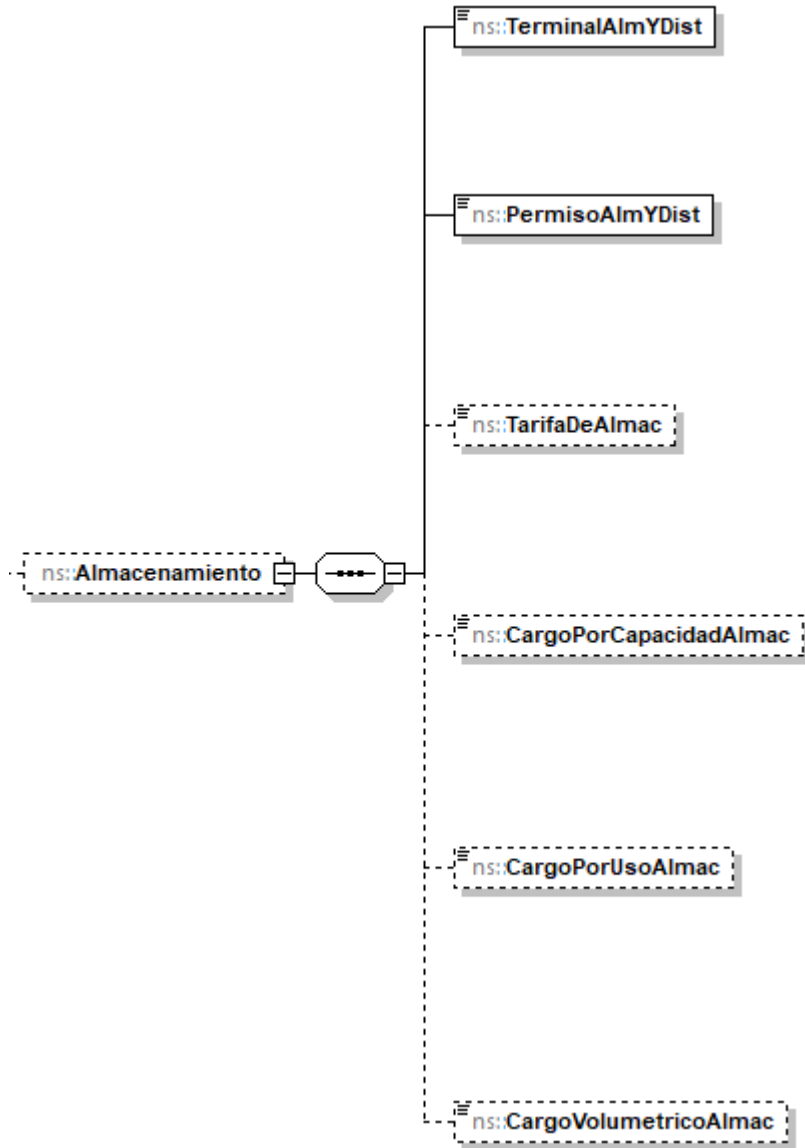 ns::TerminalAlmYDist
ns::PermisoAlmYDist
ns::TarifaDeAlmac
ns::Almacenamiento
ns::CargoPorCapacidadAlmac
ns::CargoPorUsoAlmac
ns::CargoVolumetricoAlmac